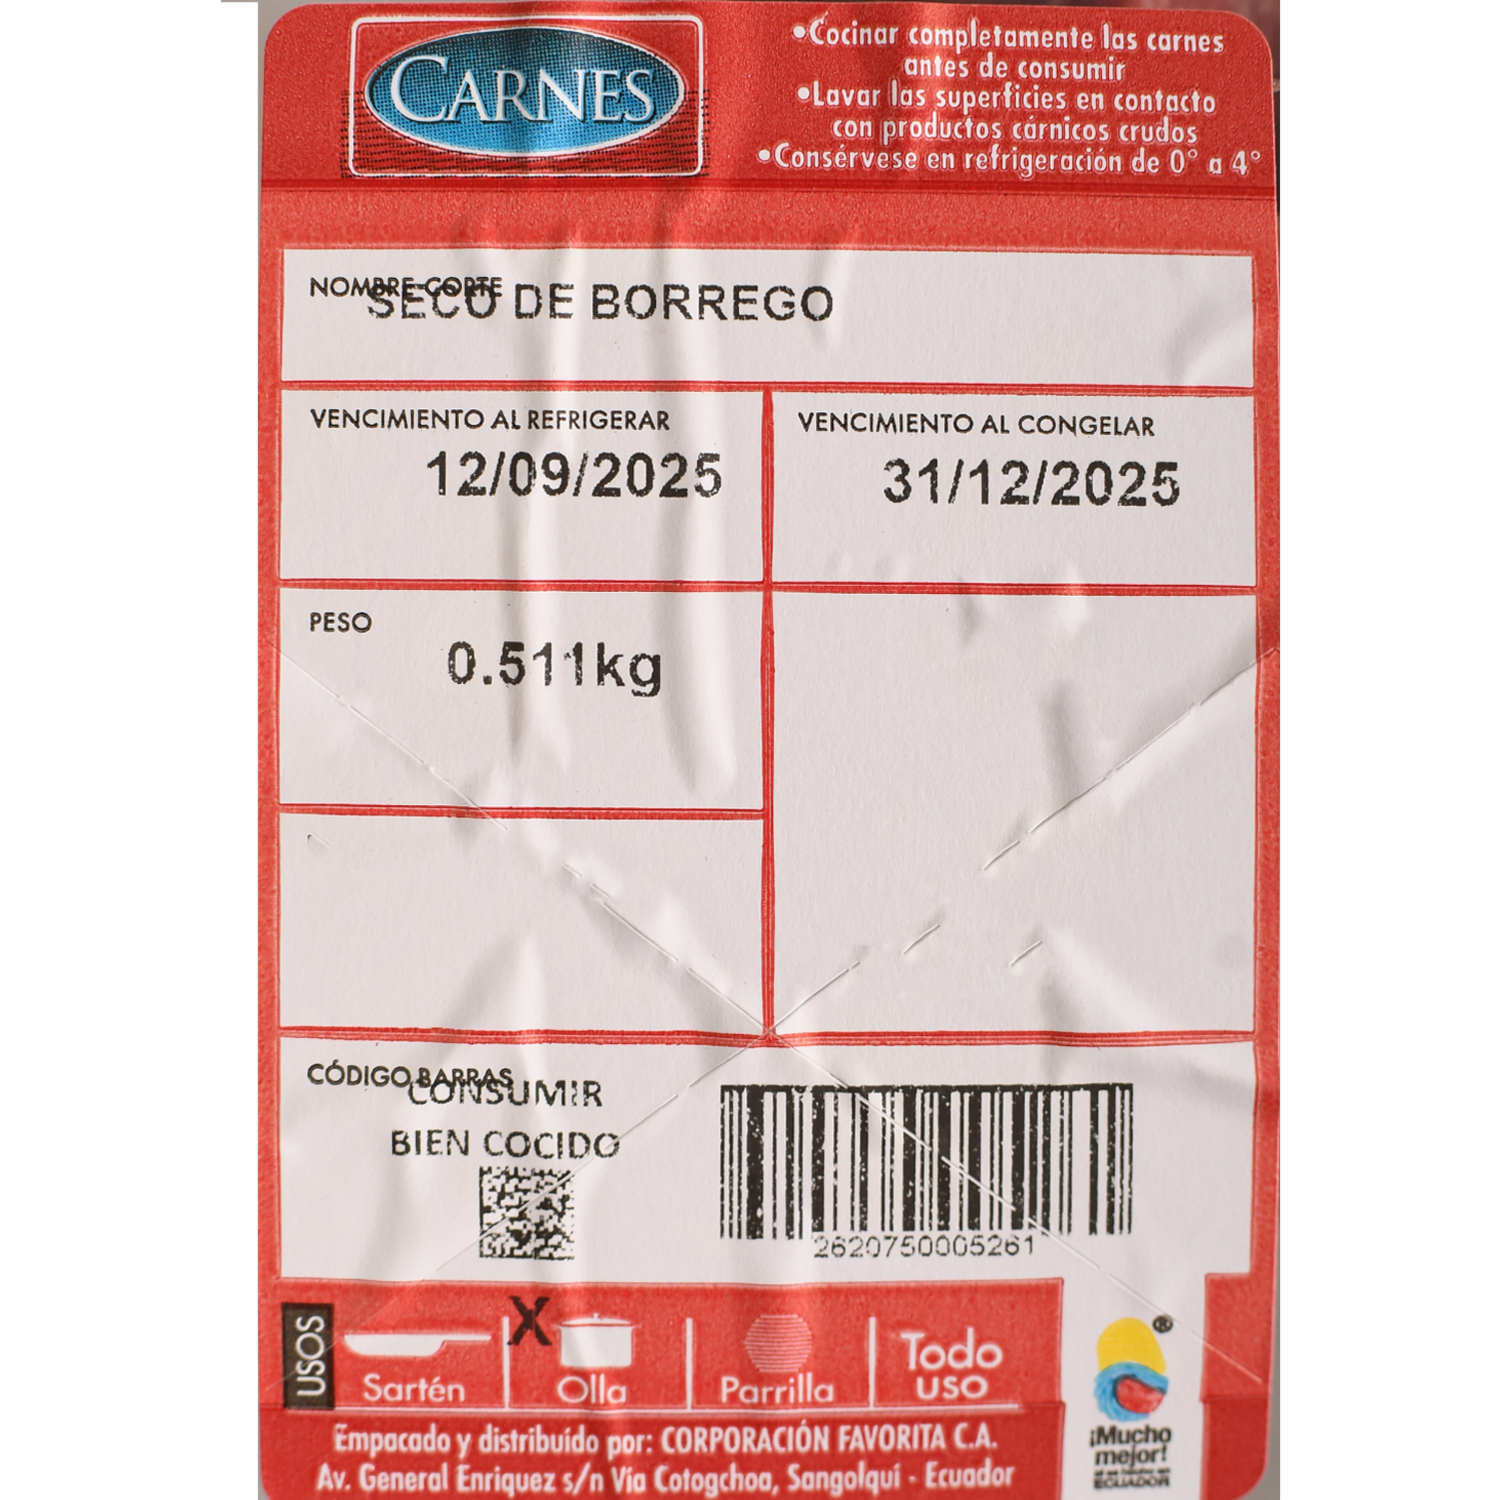 CARNES
•Cocinar completamente las carnes
antes de consumir
•Lavar las superficies en contacto
con productos cárnicos crudos
•Consérvese en refrigeración de 0° a 4°
NOMBRE-CORTE
SECO DE BORREGO
VENCIMIENTO AL REFRIGERAR
12/09/2025
VENCIMIENTO AL CONGELAR
31/12/2025
PESO
0.511kg
CÓDIGO BARRAS
CONSUMIR
BIEN COCIDO
2620750005261
USOS
Sartén
X
Olla
Parrilla
Todo
USO
®
¡Mucho
mejor!
ECUADOR
Empacado y distribuído por: CORPORACIÓN FAVORITA C.A.
Av. General Enriquez s/n Vía Cotogchoa, Sangolquí - Ecuador